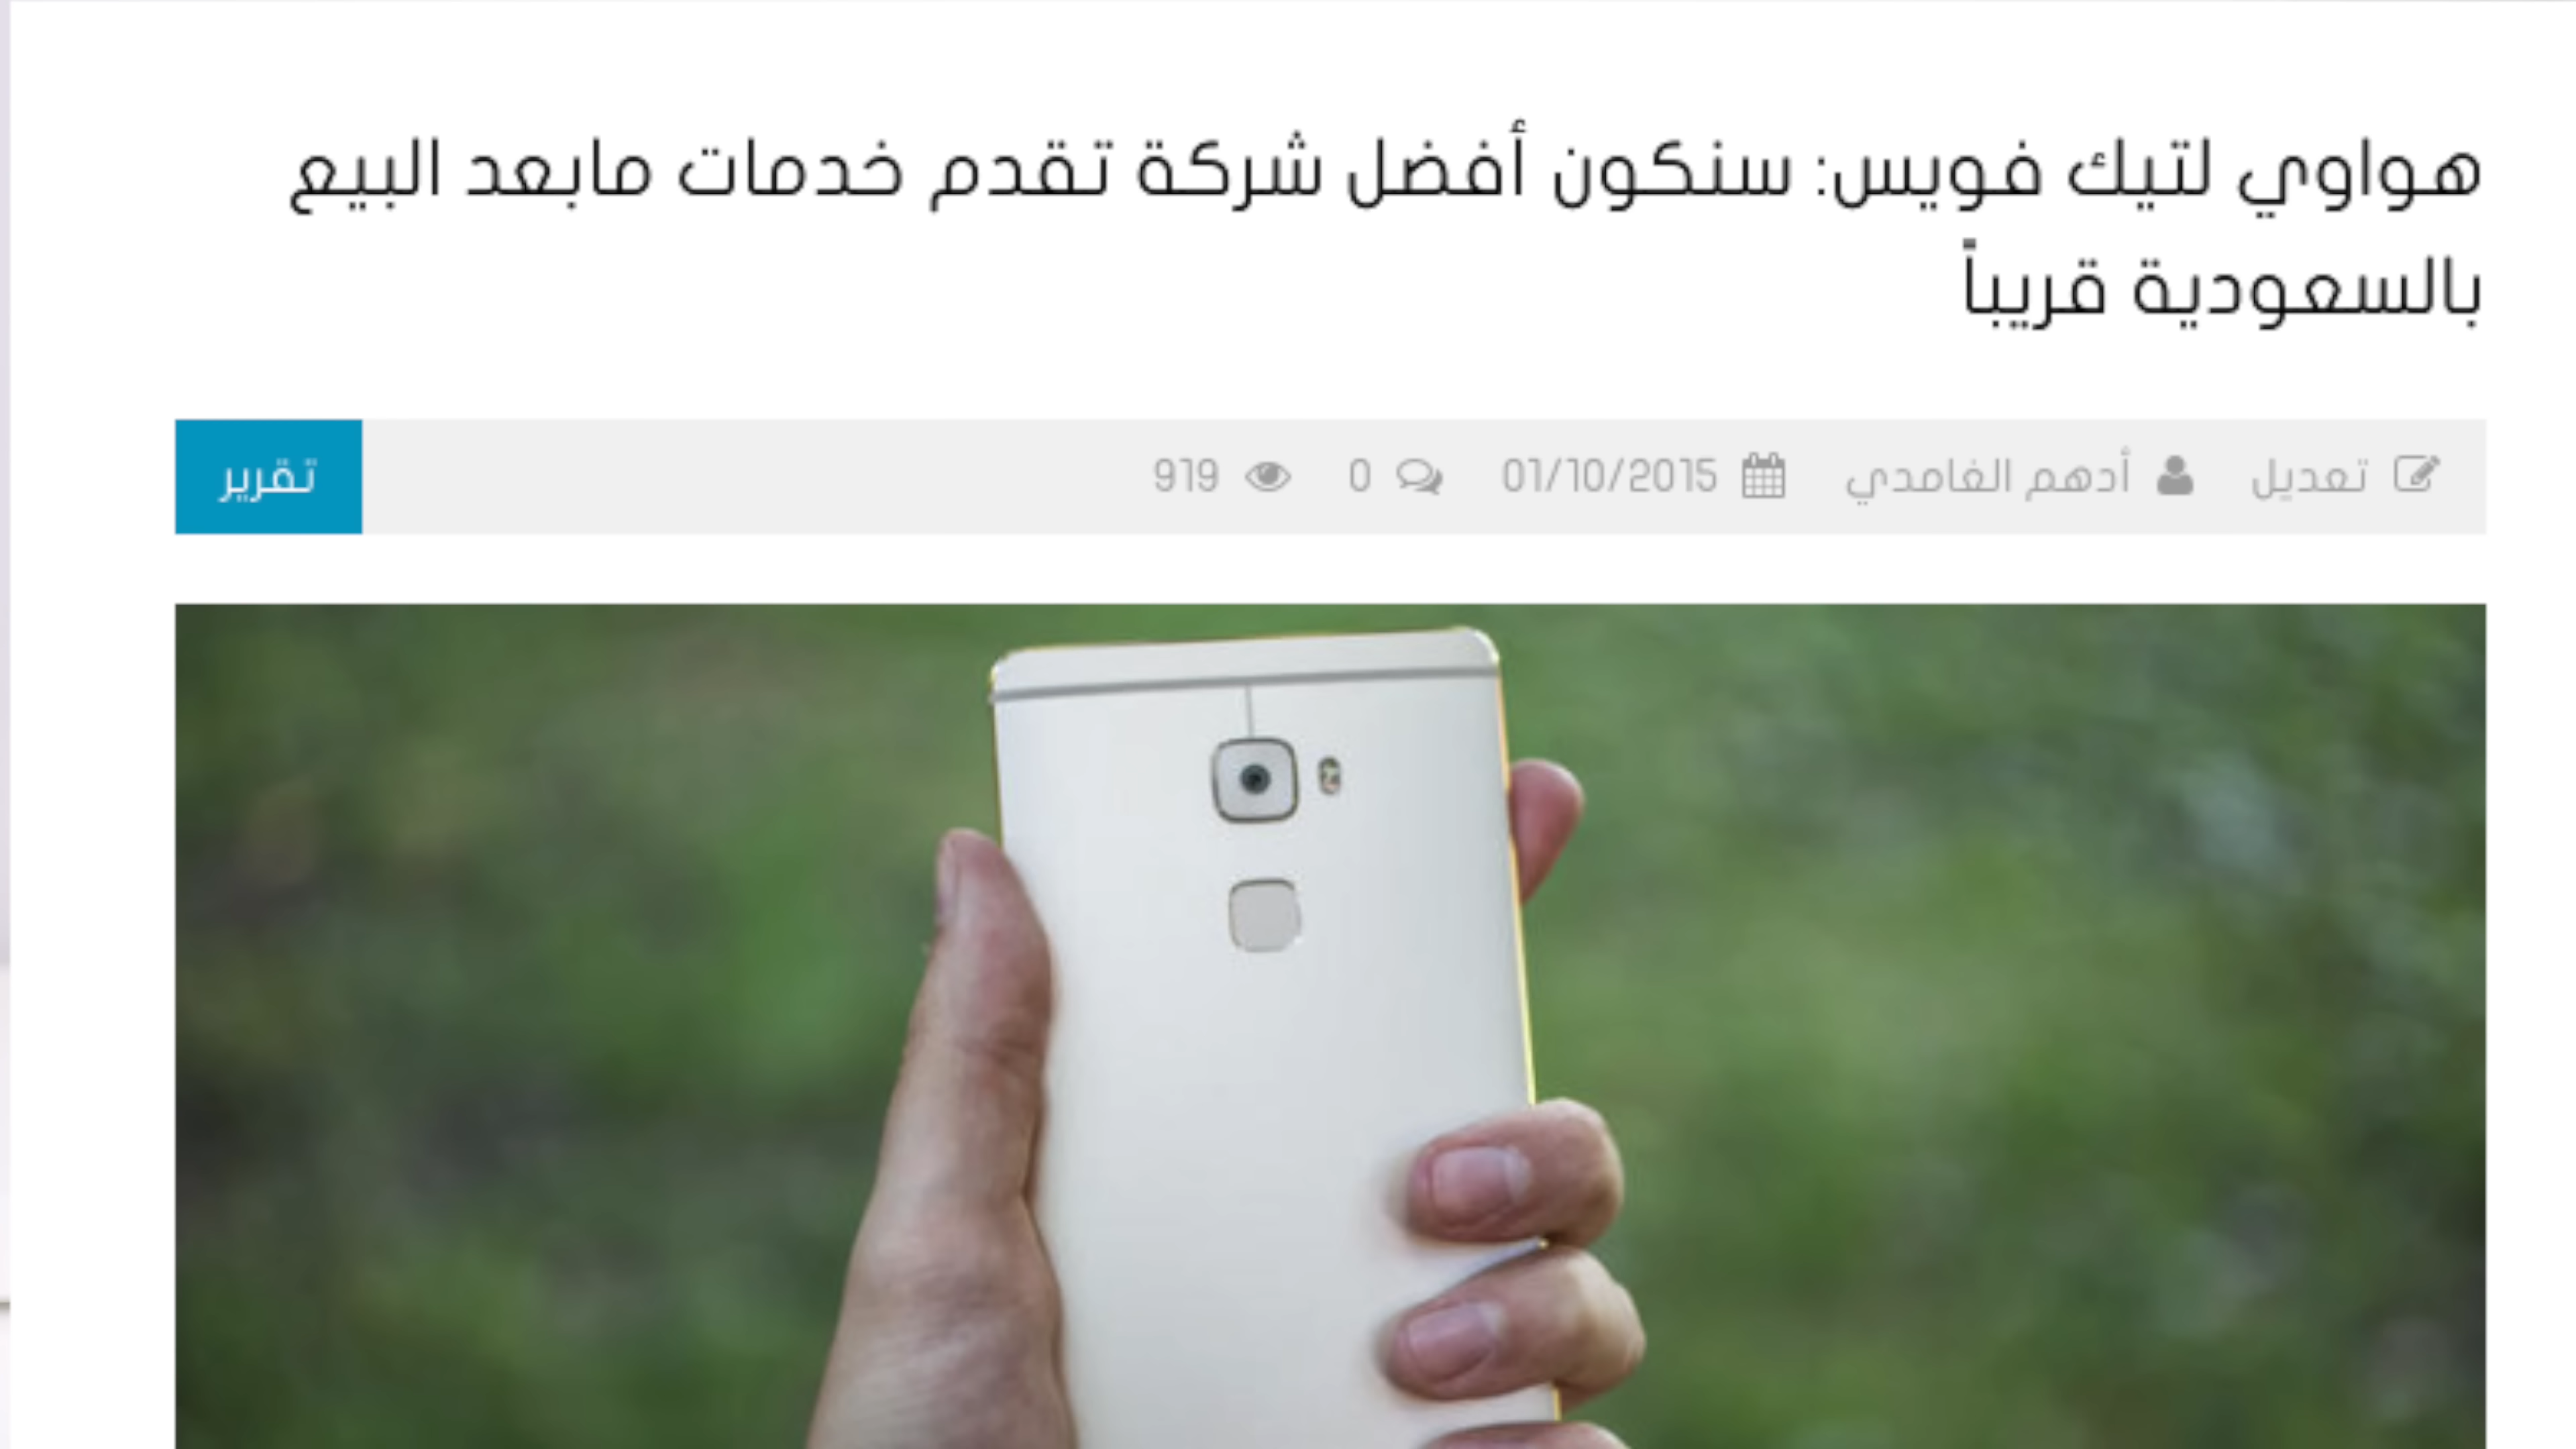 هواوي لتيك فويس: سنكون أفضل شركة تقدم خدمات مابعد البيع
بالسعودية قريباً
تعديل أدهم الغامدي 01/10/2015 0 919 تقرير